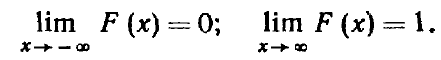 lim F (x) = 0; lim F (x) = 1.
x→ − ∞ x→ ∞